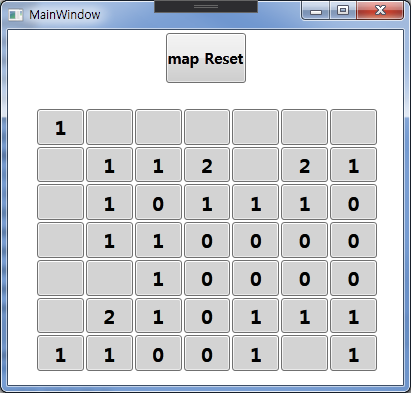 MainWindow
map Reset
1
1 1 2 2 1
1 0 1 1 1 0
1 1 0 0 0 0
1 0 0 0 0
2 1 0 1 1 1
1 1 0 0 1 1